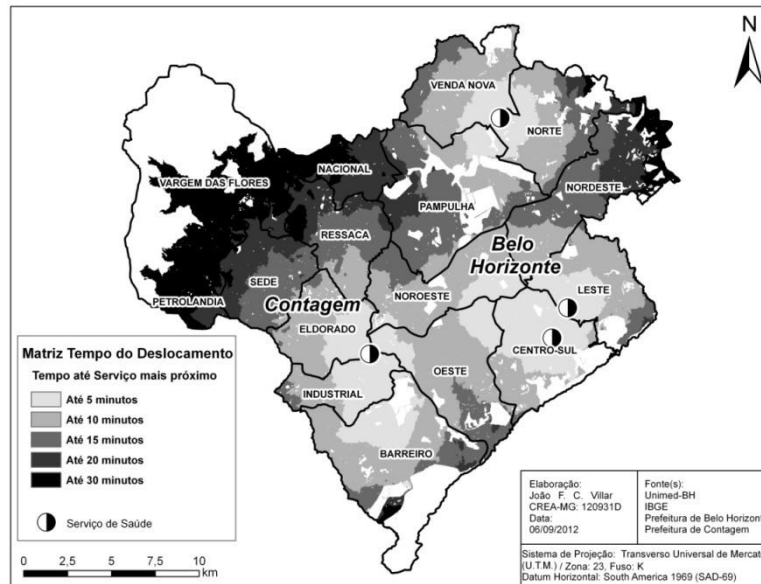 N
VENDA NOVA
NORTE
NACIONAL
VARGEM DAS FLORES
NORDESTE
PAMPULHA
RESSACA
Belo
Horizonte
SEDE
LESTE
PETROLANDIA
Contagem
NOROESTE
ELDORADO
CENTRO-SUL
OESTE
INDUSTRIAL
BARREIRO
Matriz Tempo do Deslocamento
Tempo até Serviço mais próximo
Até 5 minutos
Até 10 minutos
Até 15 minutos
Até 20 minutos
Até 30 minutos
Serviço de Saúde
0 2,5 5 7,5 10
km
Elaboração:
João F. C. Villar
CREA-MG: 120931D
Data:
06/09/2012
Fonte(s):
Unimed-BH
IBGE
Prefeitura de Belo Horizont
Prefeitura de Contagem
Sistema de Projeção: Transverso Universal de Mercato
(U.T.M.) / Zona: 23, Fuso: K
Datum Horizontal: South America 1969 (SAD-69)